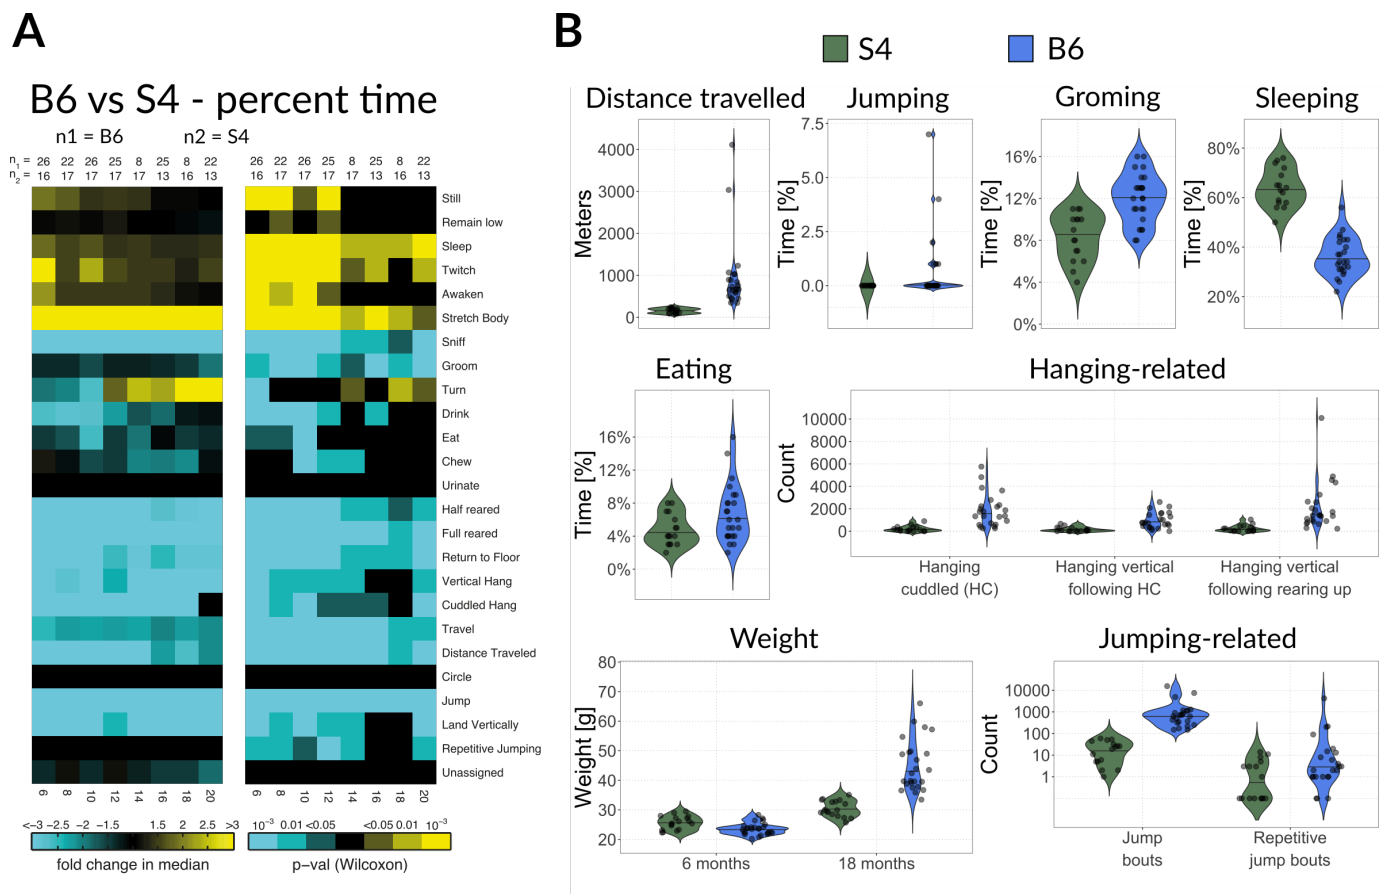 A
B6 vs S4 - percent time
n1 = B6 n2 = S4
n1 = 26 22 26 25 8 25 8 22 26 22 26 25 8 25 8 22
n2 = 16 17 17 17 17 13 16 13 16 17 17 17 17 13 16 13
Still
Remain low
Sleep
Twitch
Awaken
Stretch Body
Sniff
Groom
Turn
Drink
Eat
Chew
Urinate
Half reared
Full reared
Return to Floor
Vertical Hang
Cuddled Hang
Travel
Distance Traveled
Circle
Jump
Land Vertically
Repetitive Jumping
Unassigned
6 8 10 12 14 16 18 20 6 8 10 12 14 16 18 20
<−3 −2.5 −2 −1.5 1.5 2 2.5 >3
fold change in median
10⁻³ 0.01 <0.05 <0.05 0.01 10⁻³
p−val (Wilcoxon)
B
S4 B6
Distance travelled
Meters
4000
3000
2000
1000
0
Jumping
Time [%]
7.5
5.0
2.5
0.0
Groming
Time [%]
16%
12%
8%
4%
0%
Sleeping
Time [%]
80%
60%
40%
20%
Eating
Time [%]
16%
12%
8%
4%
0%
Hanging-related
Count
10000
8000
6000
4000
2000
0
Hanging Hanging vertical Hanging vertical
cuddled (HC) following HC following rearing up
Weight
Weight [g]
80
70
60
50
40
30
20
6 months 18 months
Jumping-related
Count
10000
1000
100
10
1
Jump Repetitive
bouts jump bouts